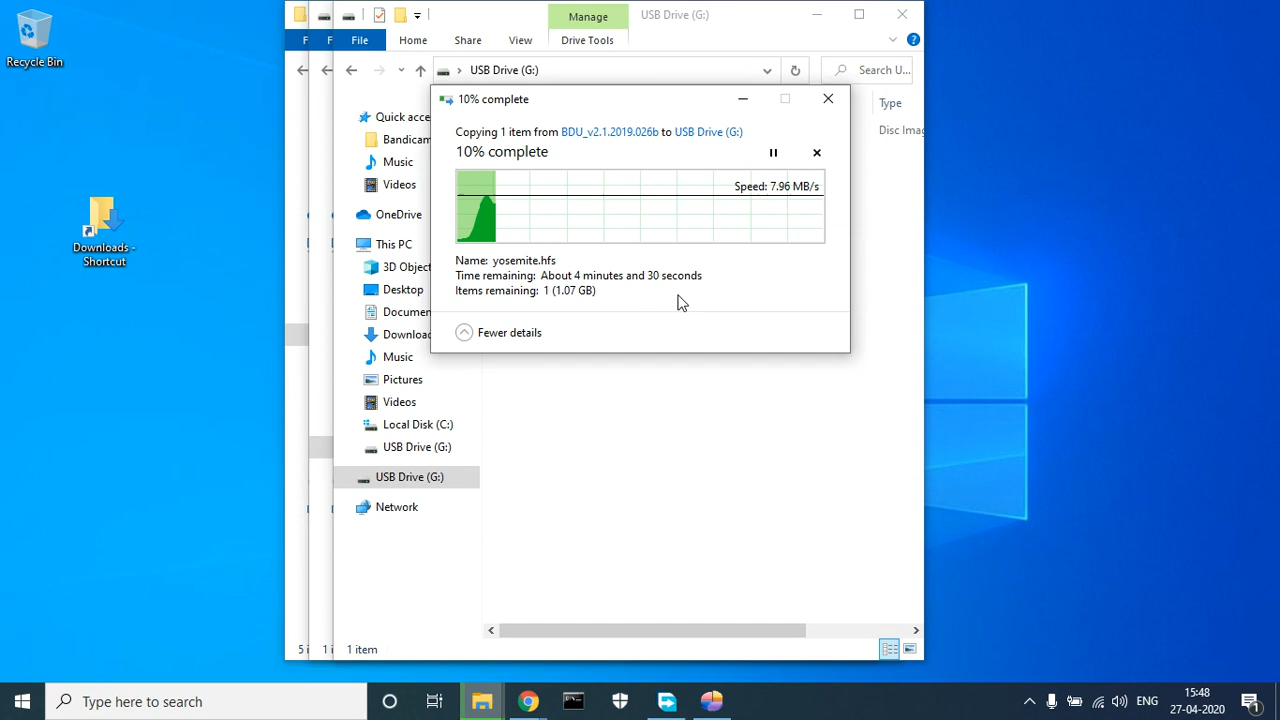 Recycle Bin
Downloads -
Shortcut
Manage
USB Drive (G:)
F
F
File
Home
Share
View
Drive Tools
USB Drive (G:)
Search U...
Type
Disc Imag
Quick acce
Bandicam
Music
Videos
OneDrive
This PC
3D Object
Desktop
Documen
Download
Music
Pictures
Videos
Local Disk (C:)
USB Drive (G:)
USB Drive (G:)
Network
10% complete
Copying 1 item from BDU_v2.1.2019.026b to USB Drive (G:)
10% complete
Speed: 7.96 MB/s
Name: yosemite.hfs
Time remaining: About 4 minutes and 30 seconds
Items remaining: 1 (1.07 GB)
Fewer details
5 i
1 i
1 item
Type here to search
ENG
15:48
27-04-2020
1